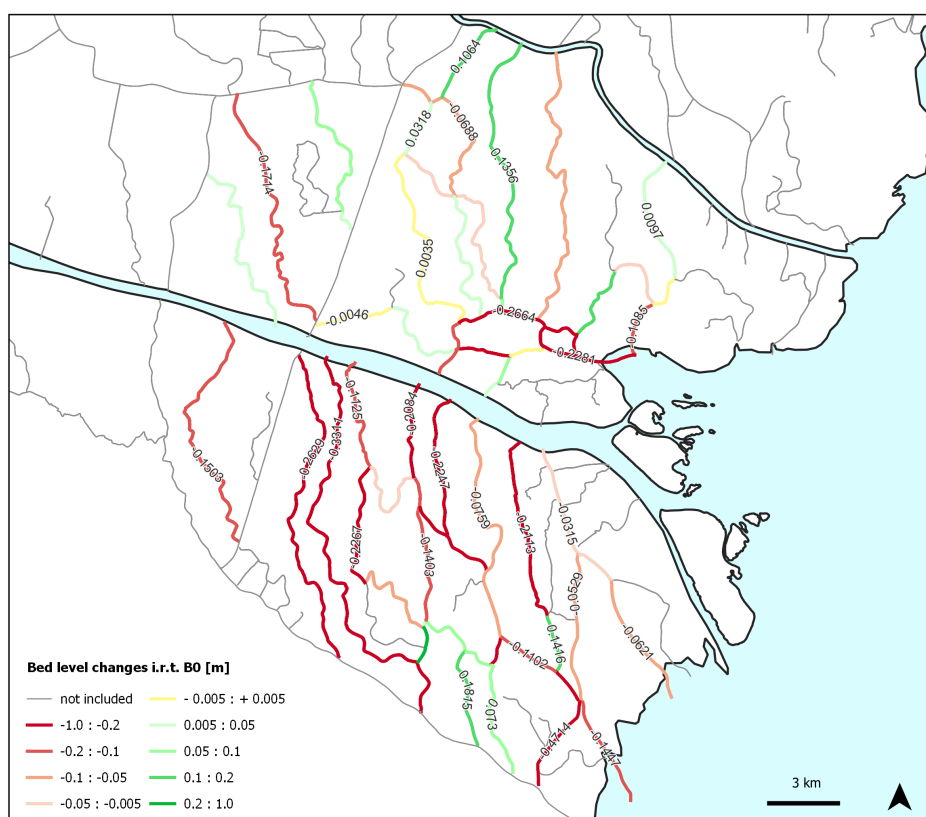 0.1064
0.0318
-0.0688
0.1356
-0.1714
0.0097
0.0035
-0.0046
-0.2664
-0.1085
-0.2281
-0.1125
-0.2084
-0.3311
-0.2629
-0.2247
-0.1503
-0.0759
-0.0315
-0.2113
-0.2267
-0.1403
-0.0529
-0.0621
0.1416
-0.1102
0.1815
0.073
-0.4714
-0.1447
Bed level changes i.r.t. B0 [m]
not included
-1.0 : -0.2
-0.2 : -0.1
-0.1 : -0.05
-0.05 : -0.005
- 0.005 : + 0.005
0.005 : 0.05
0.05 : 0.1
0.1 : 0.2
0.2 : 1.0
3 km